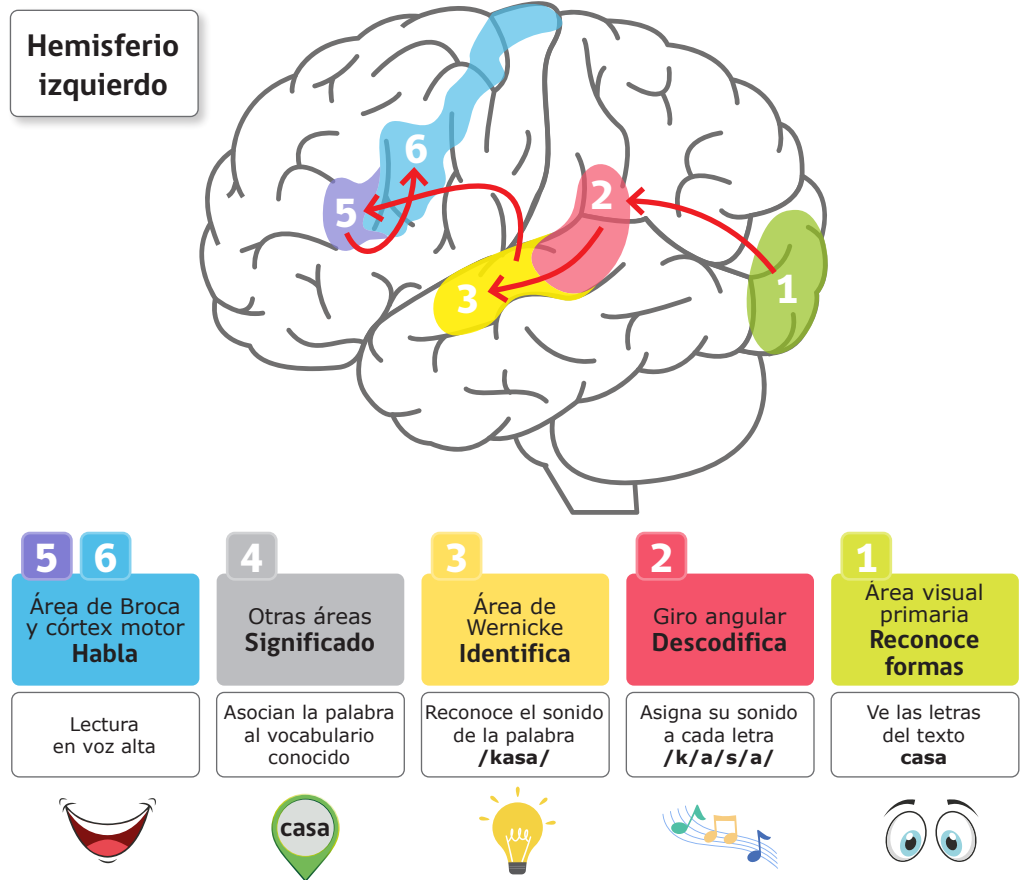 Hemisferio
izquierdo
6
5
2
3
1
5 6
Área de Broca
y córtex motor
Habla
Lectura
en voz alta
4
Otras áreas
Significado
Asocian la palabra
al vocabulario
conocido
casa
3
Área de
Wernicke
Identifica
Reconoce el sonido
de la palabra
/kasa/
2
Giro angular
Descodifica
Asigna su sonido
a cada letra
/k/a/s/a/
1
Área visual
primaria
Reconoce
formas
Ve las letras
del texto
casa